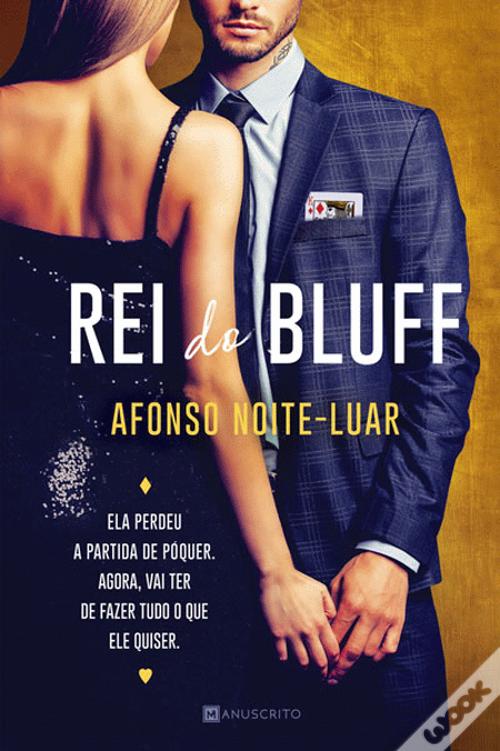 REI do BLUFF
AFONSO NOITE-LUAR
ELA PERDEU
A PARTIDA DE PÓQUER.
AGORA, VAI TER
DE FAZER TUDO O QUE
ELE QUISER.
MANUSCRITO
wook